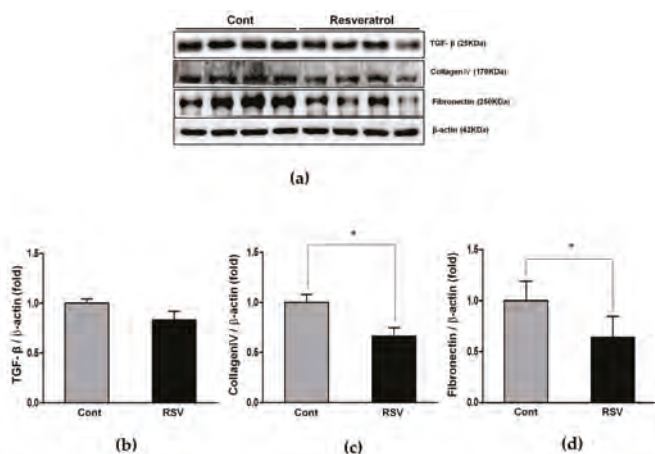 Cont Resveratrol
TGF- β (25KDa)
CollagenIV (170KDa)
Fibronectin (250KDa)
β-actin (42KDa)
(a)
TGF- β / β-actin (fold)
1.5
1.0
0.5
0.0
Cont RSV
(b)
CollagenIV / β-actin (fold)
1.5
1.0
0.5
0.0
*
Cont RSV
(c)
Fibronectin / β-actin (fold)
1.5
1.0
0.5
0.0
*
Cont RSV
(d)